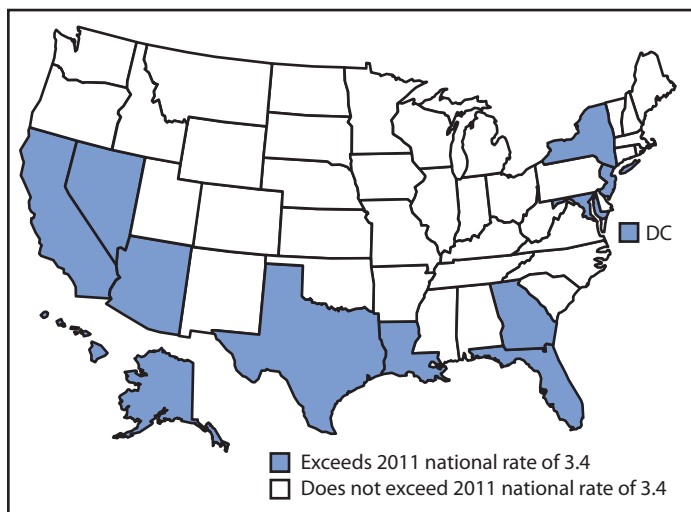 DC
Exceeds 2011 national rate of 3.4
Does not exceed 2011 national rate of 3.4